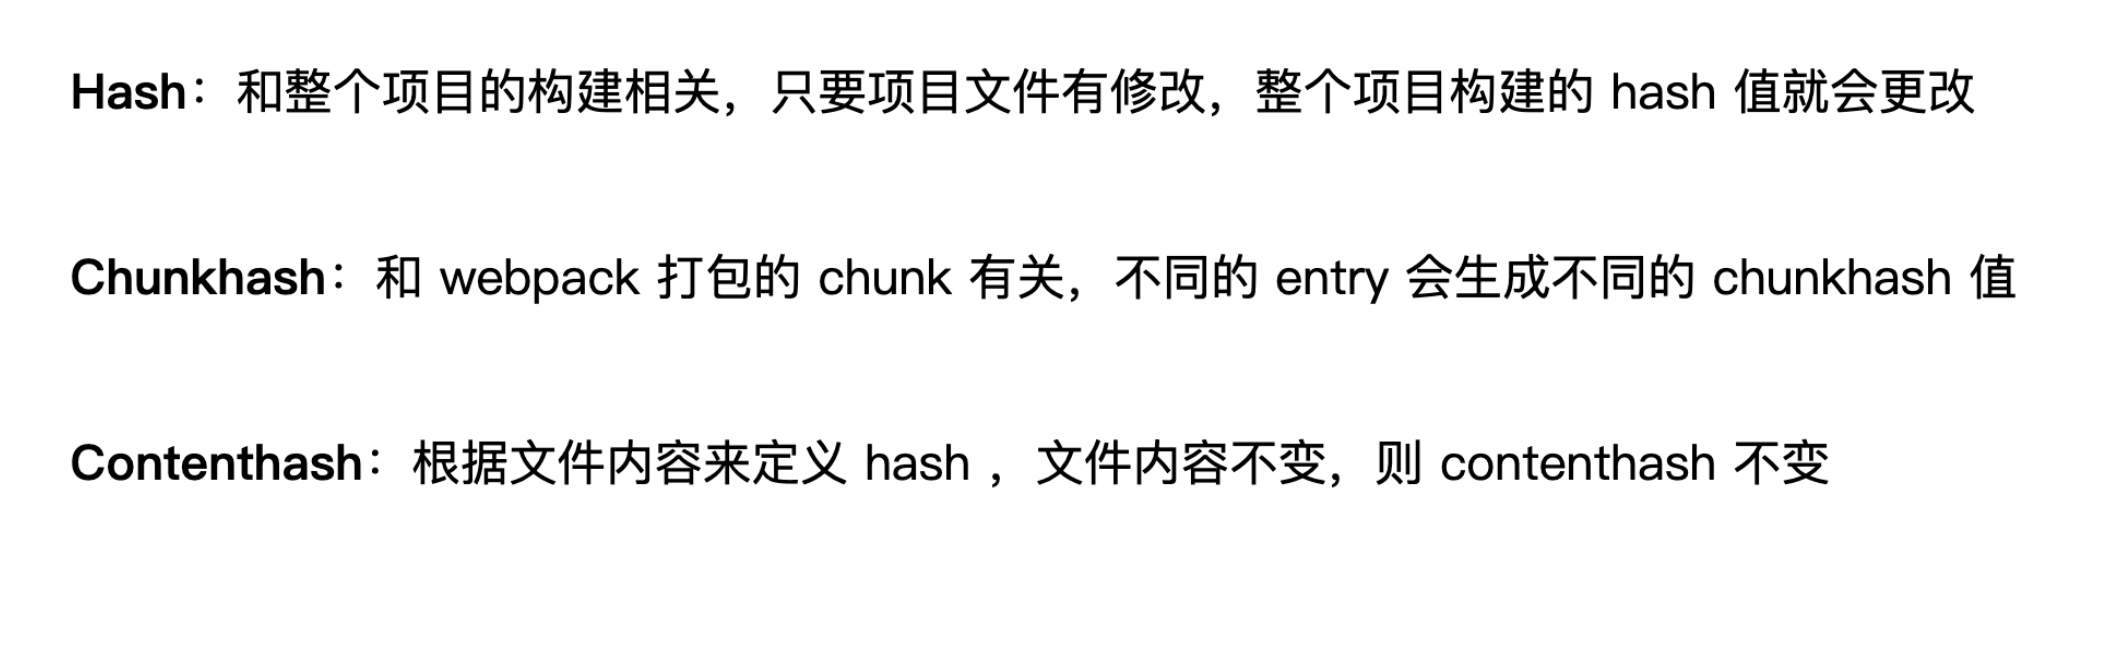 Hash：和整个项目的构建相关，只要项目文件有修改，整个项目构建的 hash 值就会更改
Chunkhash：和 webpack 打包的 chunk 有关，不同的 entry 会生成不同的 chunkhash 值
Contenthash：根据文件内容来定义 hash ，文件内容不变，则 contenthash 不变